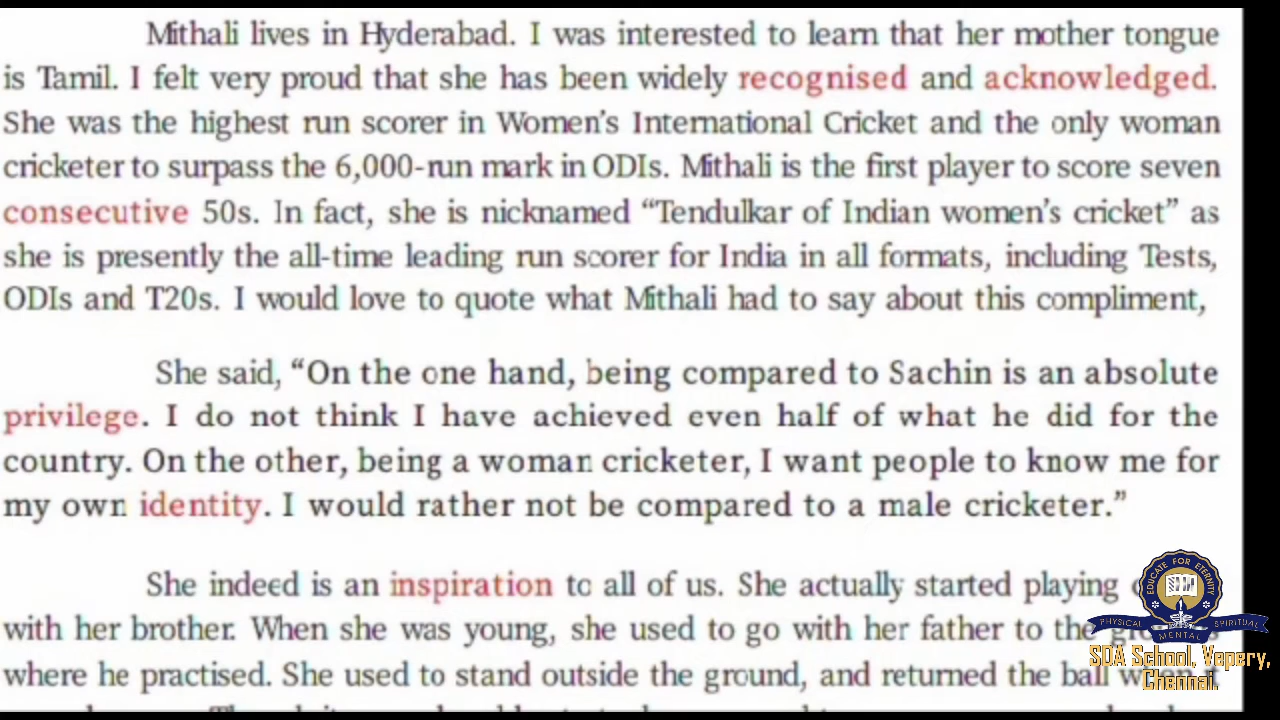 Mithali lives in Hyderabad. I was interested to learn that her mother tongue
is Tamil. I felt very proud that she has been widely recognised and acknowledged.
She was the highest run scorer in Women's International Cricket and the only woman
cricketer to surpass the 6,000-run mark in ODIs. Mithali is the first player to score seven
consecutive 50s. In fact, she is nicknamed “Tendulkar of Indian women's cricket” as
she is presently the all-time leading run scorer for India in all formats, including Tests,
ODIs and T20s. I would love to quote what Mithali had to say about this compliment,
She said, “On the one hand, being compared to Sachin is an absolute
privilege. I do not think I have achieved even half of what he did for the
country. On the other, being a woman cricketer, I want people to know me for
my own identity. I would rather not be compared to a male cricketer.”
She indeed is an inspiration to all of us. She actually started playing
with her brother. When she was young, she used to go with her father to the
where he practised. She used to stand outside the ground, and returned the ball
EDUCATE FOR ETERNITY
PHYSICAL MENTAL SPIRITUAL
SDA School, Vepery,
Chennai.